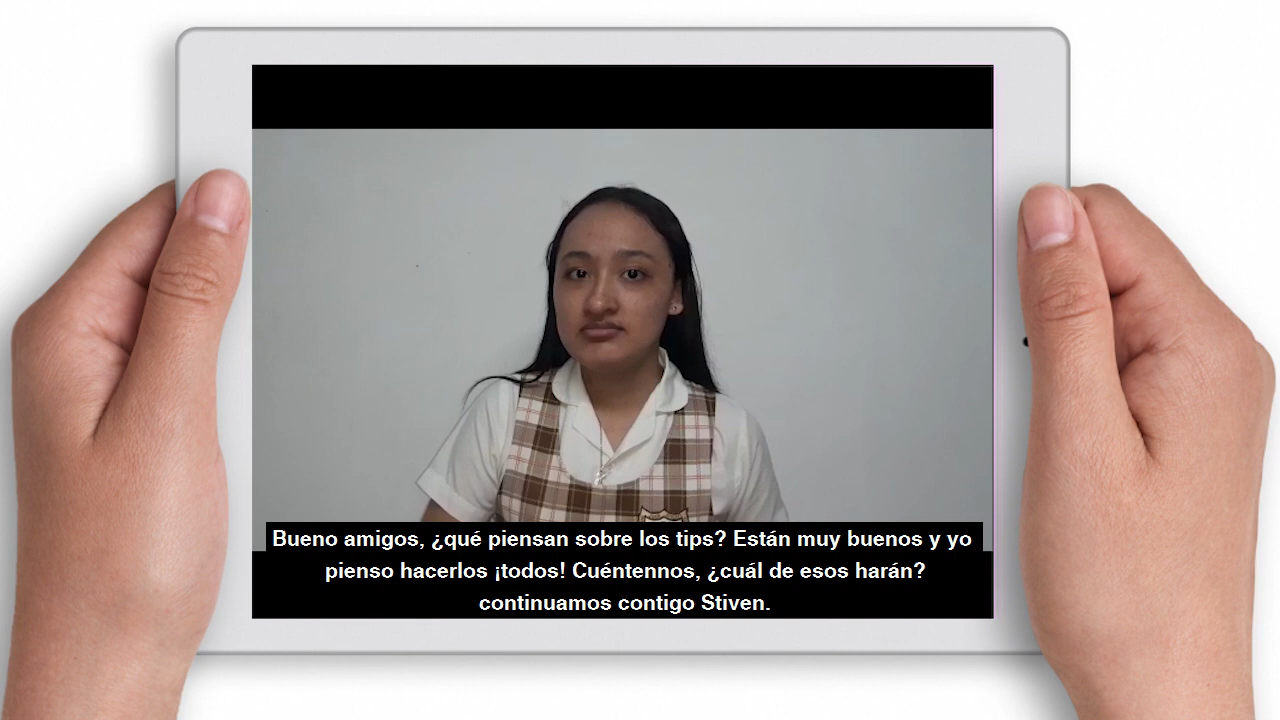 Bueno amigos, ¿qué piensan sobre los tips? Están muy buenos y yo
pienso hacerlos ¡todos! Cuéntennos, ¿cuál de esos harán?
continuamos contigo Stiven.